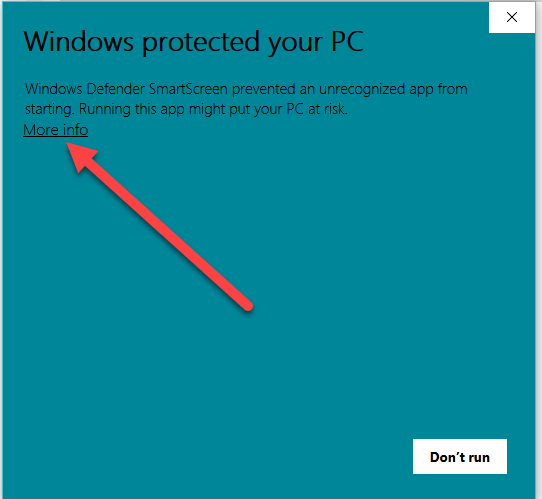 Windows protected your PC
Windows Defender SmartScreen prevented an unrecognized app from
starting. Running this app might put your PC at risk.
More info
Don't run